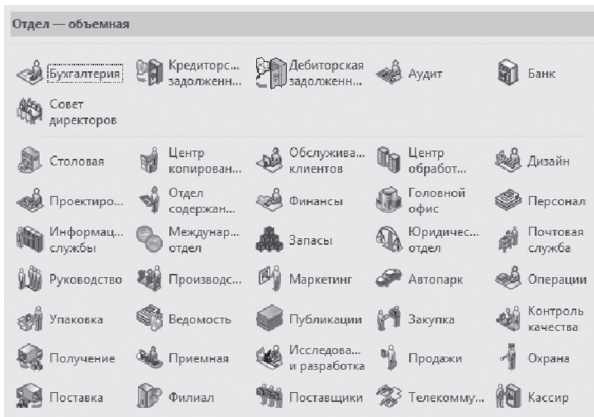 Отдел — объемная
Бухгалтерия
Кредиторс...
задолженн...
Дебиторская
задолженн...
Аудит
Банк
Совет
директоров
Столовая
Центр
копирован...
Обслужива...
клиентов
Центр
обработ...
Дизайн
Проектиро...
Отдел
содержан...
Финансы
Головной
офис
Персонал
Информац...
службы
Междунар...
отдел
Запасы
Юридичес...
отдел
Почтовая
служба
Руководство
Производс...
Маркетинг
Автопарк
Операции
Упаковка
Ведомость
Публикации
Закупка
Контроль
качества
Получение
Приемная
Исследова...
и разработка
Продажи
Охрана
Поставка
Филиал
Поставщики
Телекомму...
Кассир